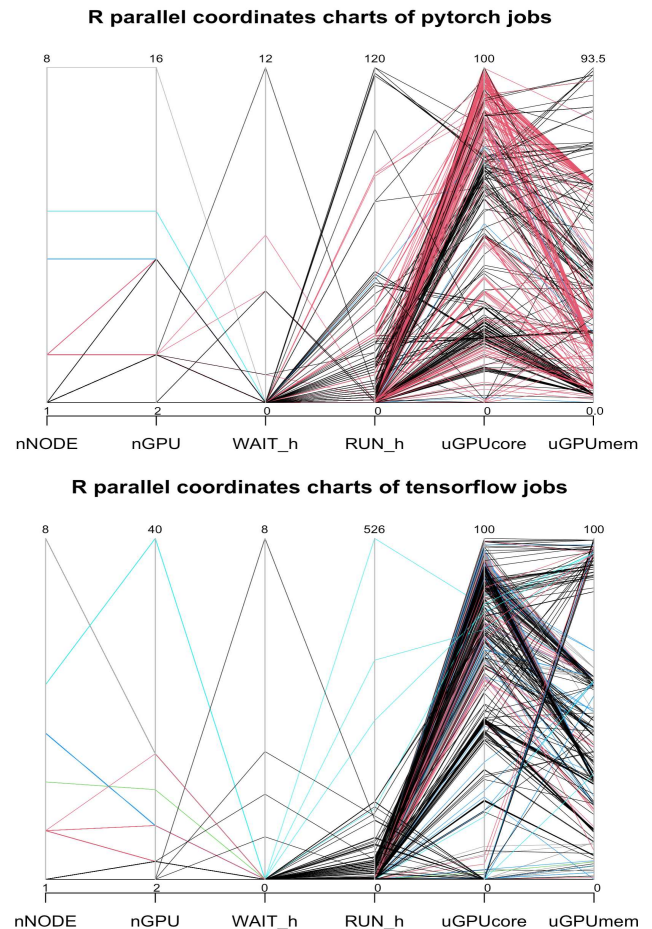 R parallel coordinates charts of pytorch jobs
8 16 12 120 100 93.5
1 2 0 0 0 0.0
nNODE nGPU WAIT_h RUN_h uGPUcore uGPUmem
R parallel coordinates charts of tensorflow jobs
8 40 8 526 100 100
1 2 0 0 0 0
nNODE nGPU WAIT_h RUN_h uGPUcore uGPUmem